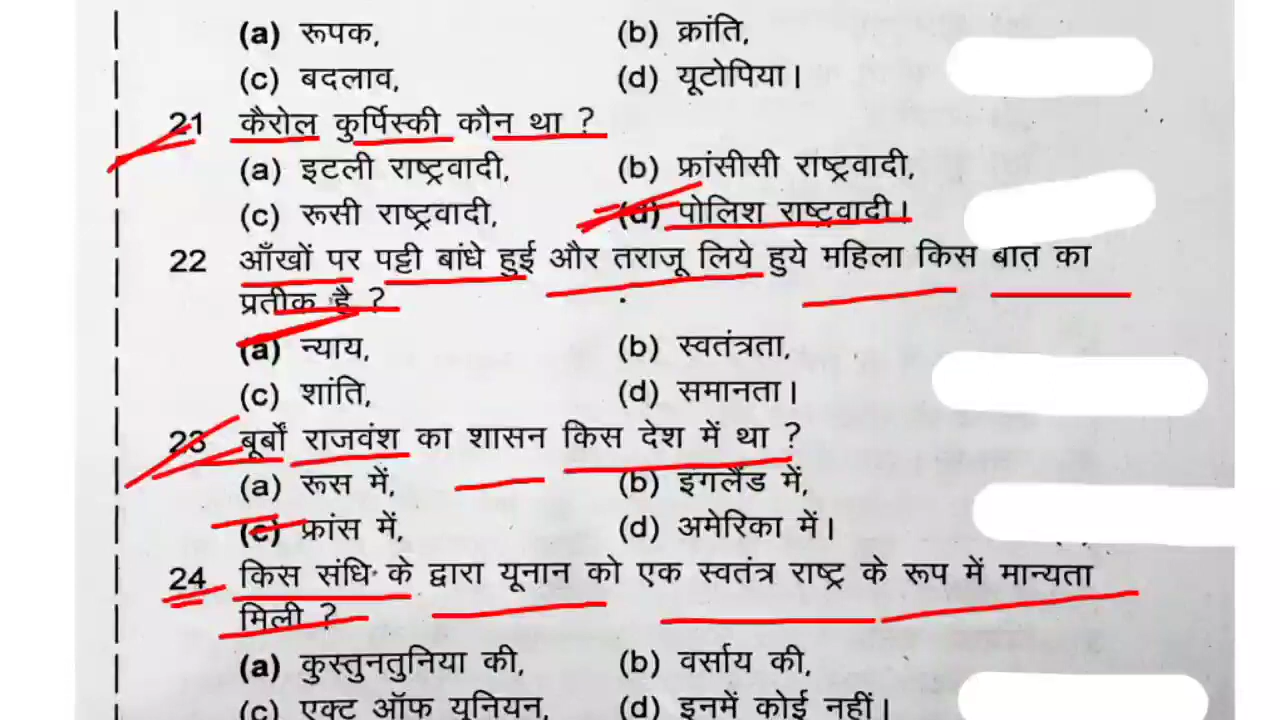 (a) रूपक, (b) क्रांति,
(c) बदलाव, (d) यूटोपिया।
21 कैरोल कुर्पिस्की कौन था ?
(a) इटली राष्ट्रवादी, (b) फ्रांसीसी राष्ट्रवादी,
(c) रूसी राष्ट्रवादी, (d) पोलिश राष्ट्रवादी।
22 आँखों पर पट्टी बांधे हुई और तराजू लिये हुये महिला किस बात का
प्रतीक है ?
(a) न्याय, (b) स्वतंत्रता,
(c) शांति, (d) समानता।
23 बूर्बों राजवंश का शासन किस देश में था ?
(a) रूस में, (b) इंगलैंड में,
(c) फ्रांस में, (d) अमेरिका में।
24 किस संधि के द्वारा यूनान को एक स्वतंत्र राष्ट्र के रूप में मान्यता
मिली ?
(a) कुस्तुनतुनिया की, (b) वर्साय की,
(c) एक्ट ऑफ यूनियन, (d) इनमें कोई नहीं।